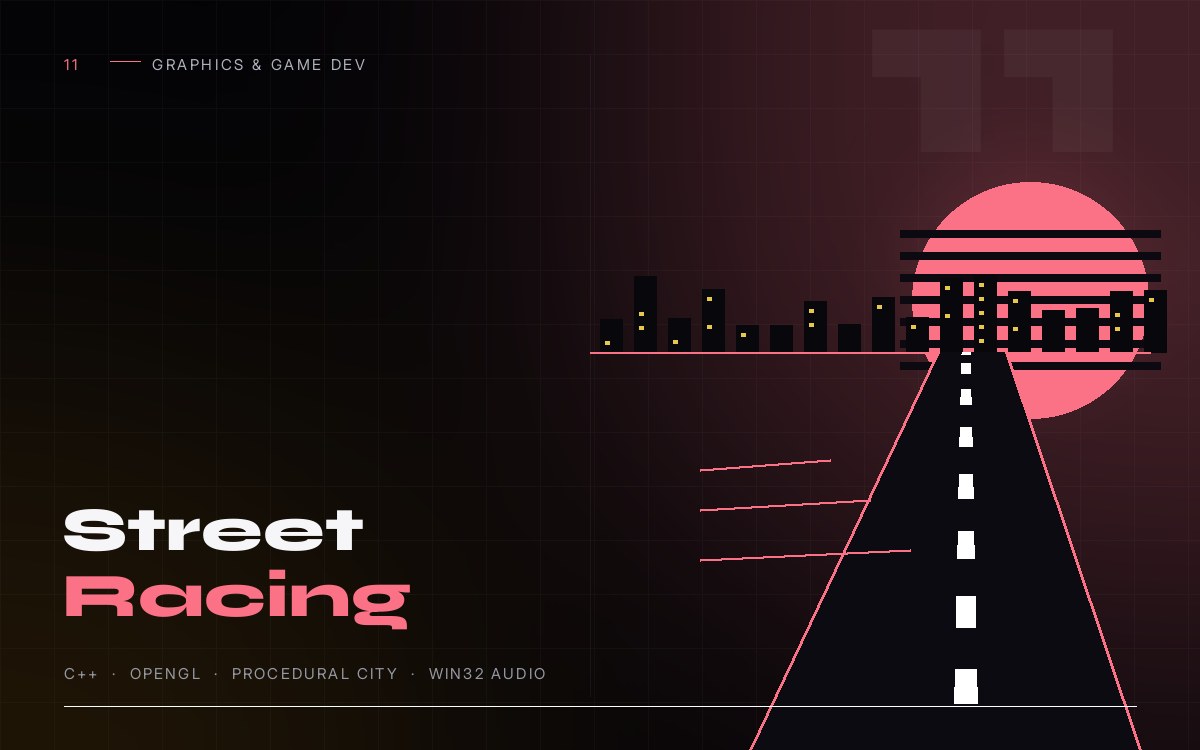 11 GRAPHICS & GAME DEV
11
Street
Racing
C++ · OPENGL · PROCEDURAL CITY · WIN32 AUDIO